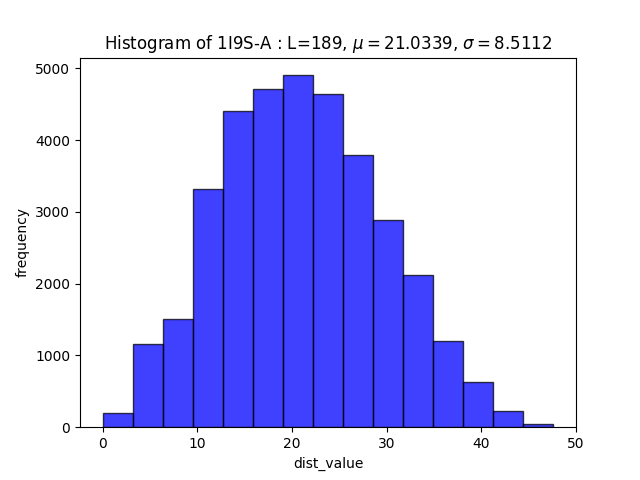 Histogram of 1I9S-A : L=189, μ = 21.0339, σ = 8.5112
5000
4000
3000
2000
1000
0
frequency
0 10 20 30 40 50
dist_value